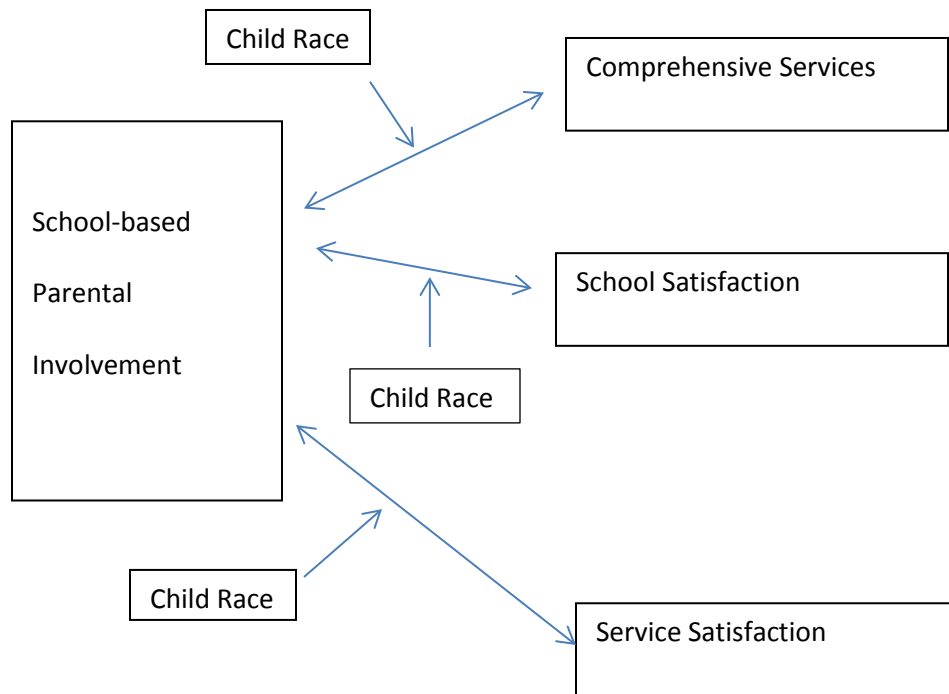 Child Race
Comprehensive Services
School-based
Parental
Involvement
School Satisfaction
Child Race
Child Race
Service Satisfaction